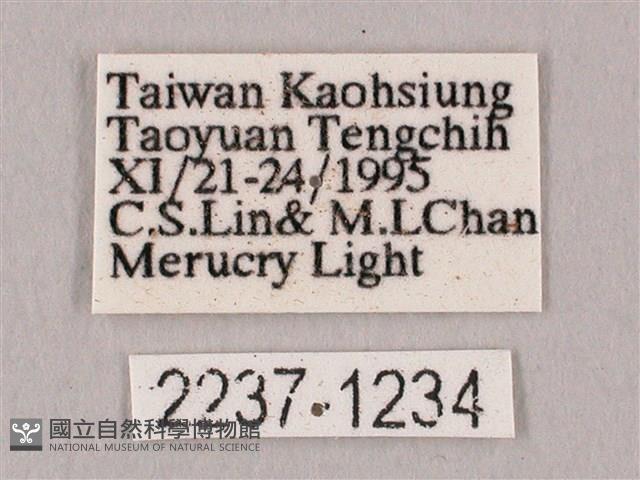 Taiwan Kaohsiung
Taoyuan Tengchih
XI/21-24/1995
C.S.Lin& M.LChan
Merucry Light
2237-1234
國立自然科學博物館
NATIONAL MUSEUM OF NATURAL SCIENCE